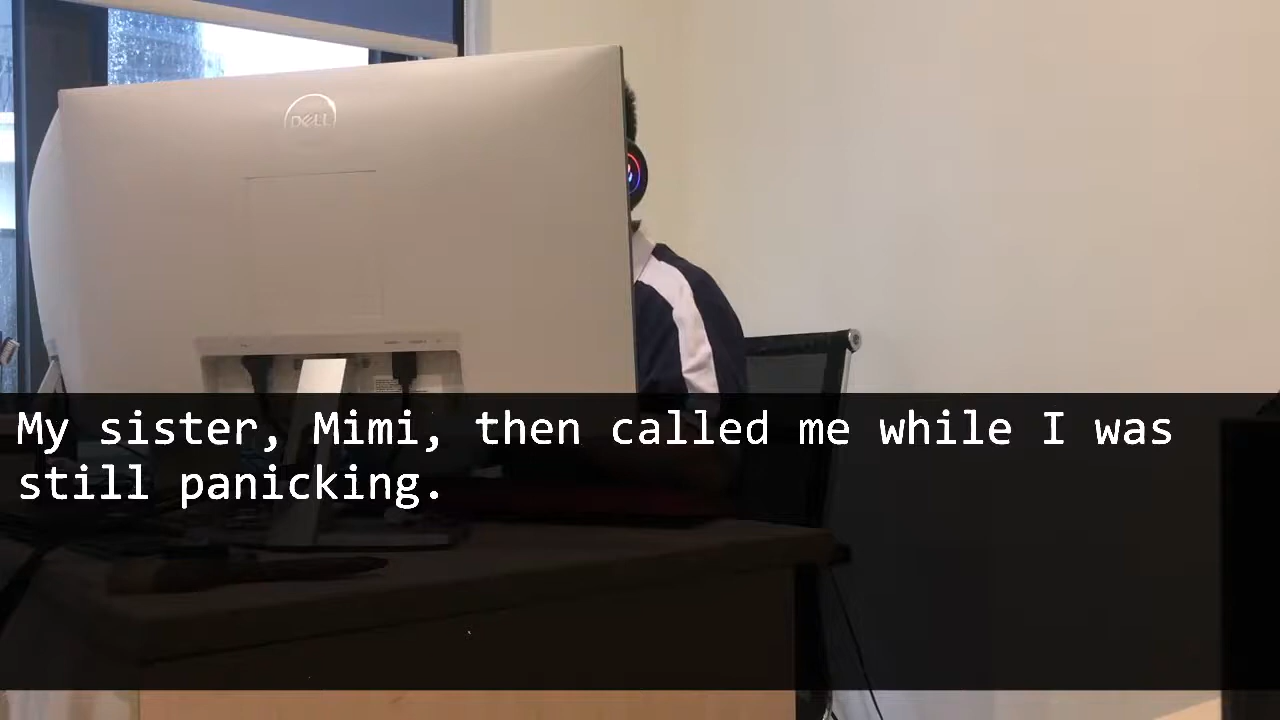 DELL
My sister, Mimi, then called me while I was
still panicking.